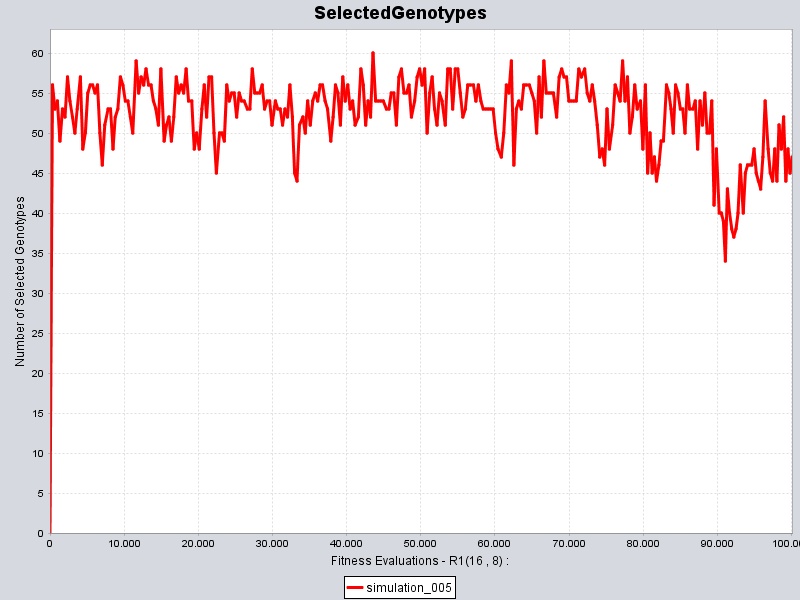 SelectedGenotypes
Number of Selected Genotypes
60
55
50
45
40
35
30
25
20
15
10
5
0
0 10.000 20.000 30.000 40.000 50.000 60.000 70.000 80.000 90.000 100.00
Fitness Evaluations - R1(16 , 8) :
simulation_005